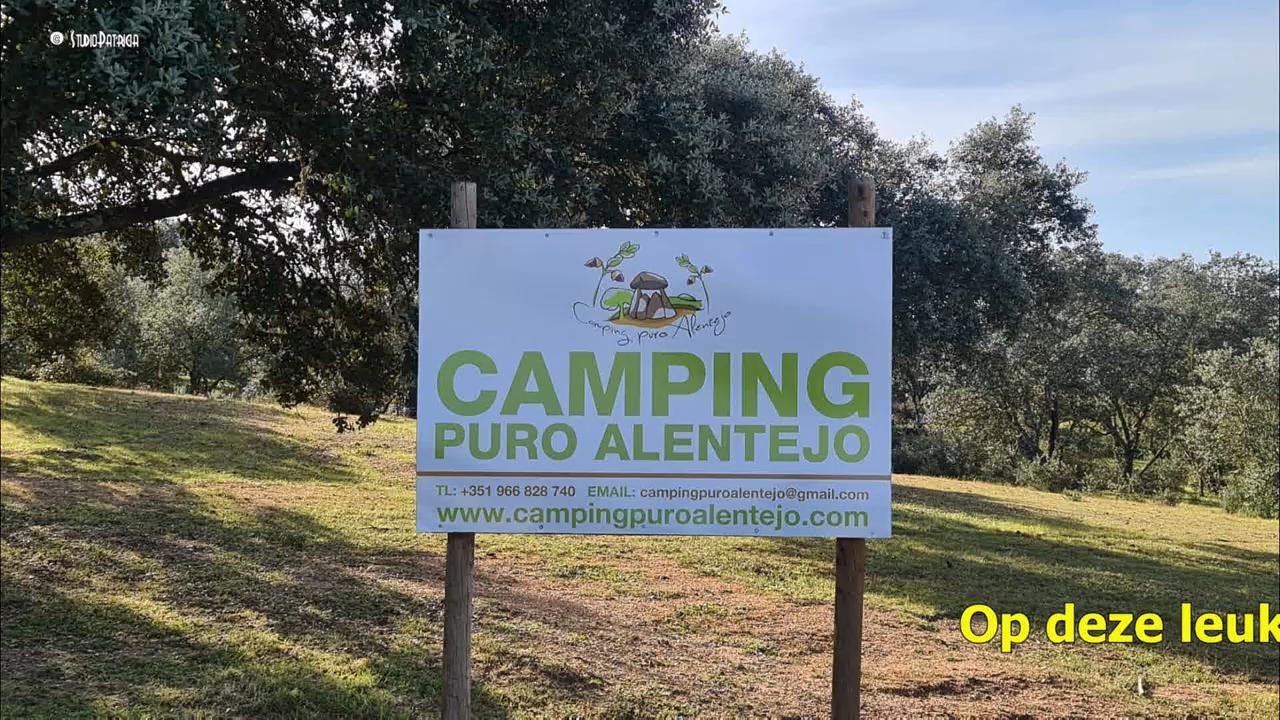 StudioPatricia
Camping puro Alentejo
CAMPING
PURO ALENTEJO
TL: +351 966 828 740 EMAIL: campingpuroalentejo@gmail.com
www.campingpuroalentejo.com
Op deze leuk